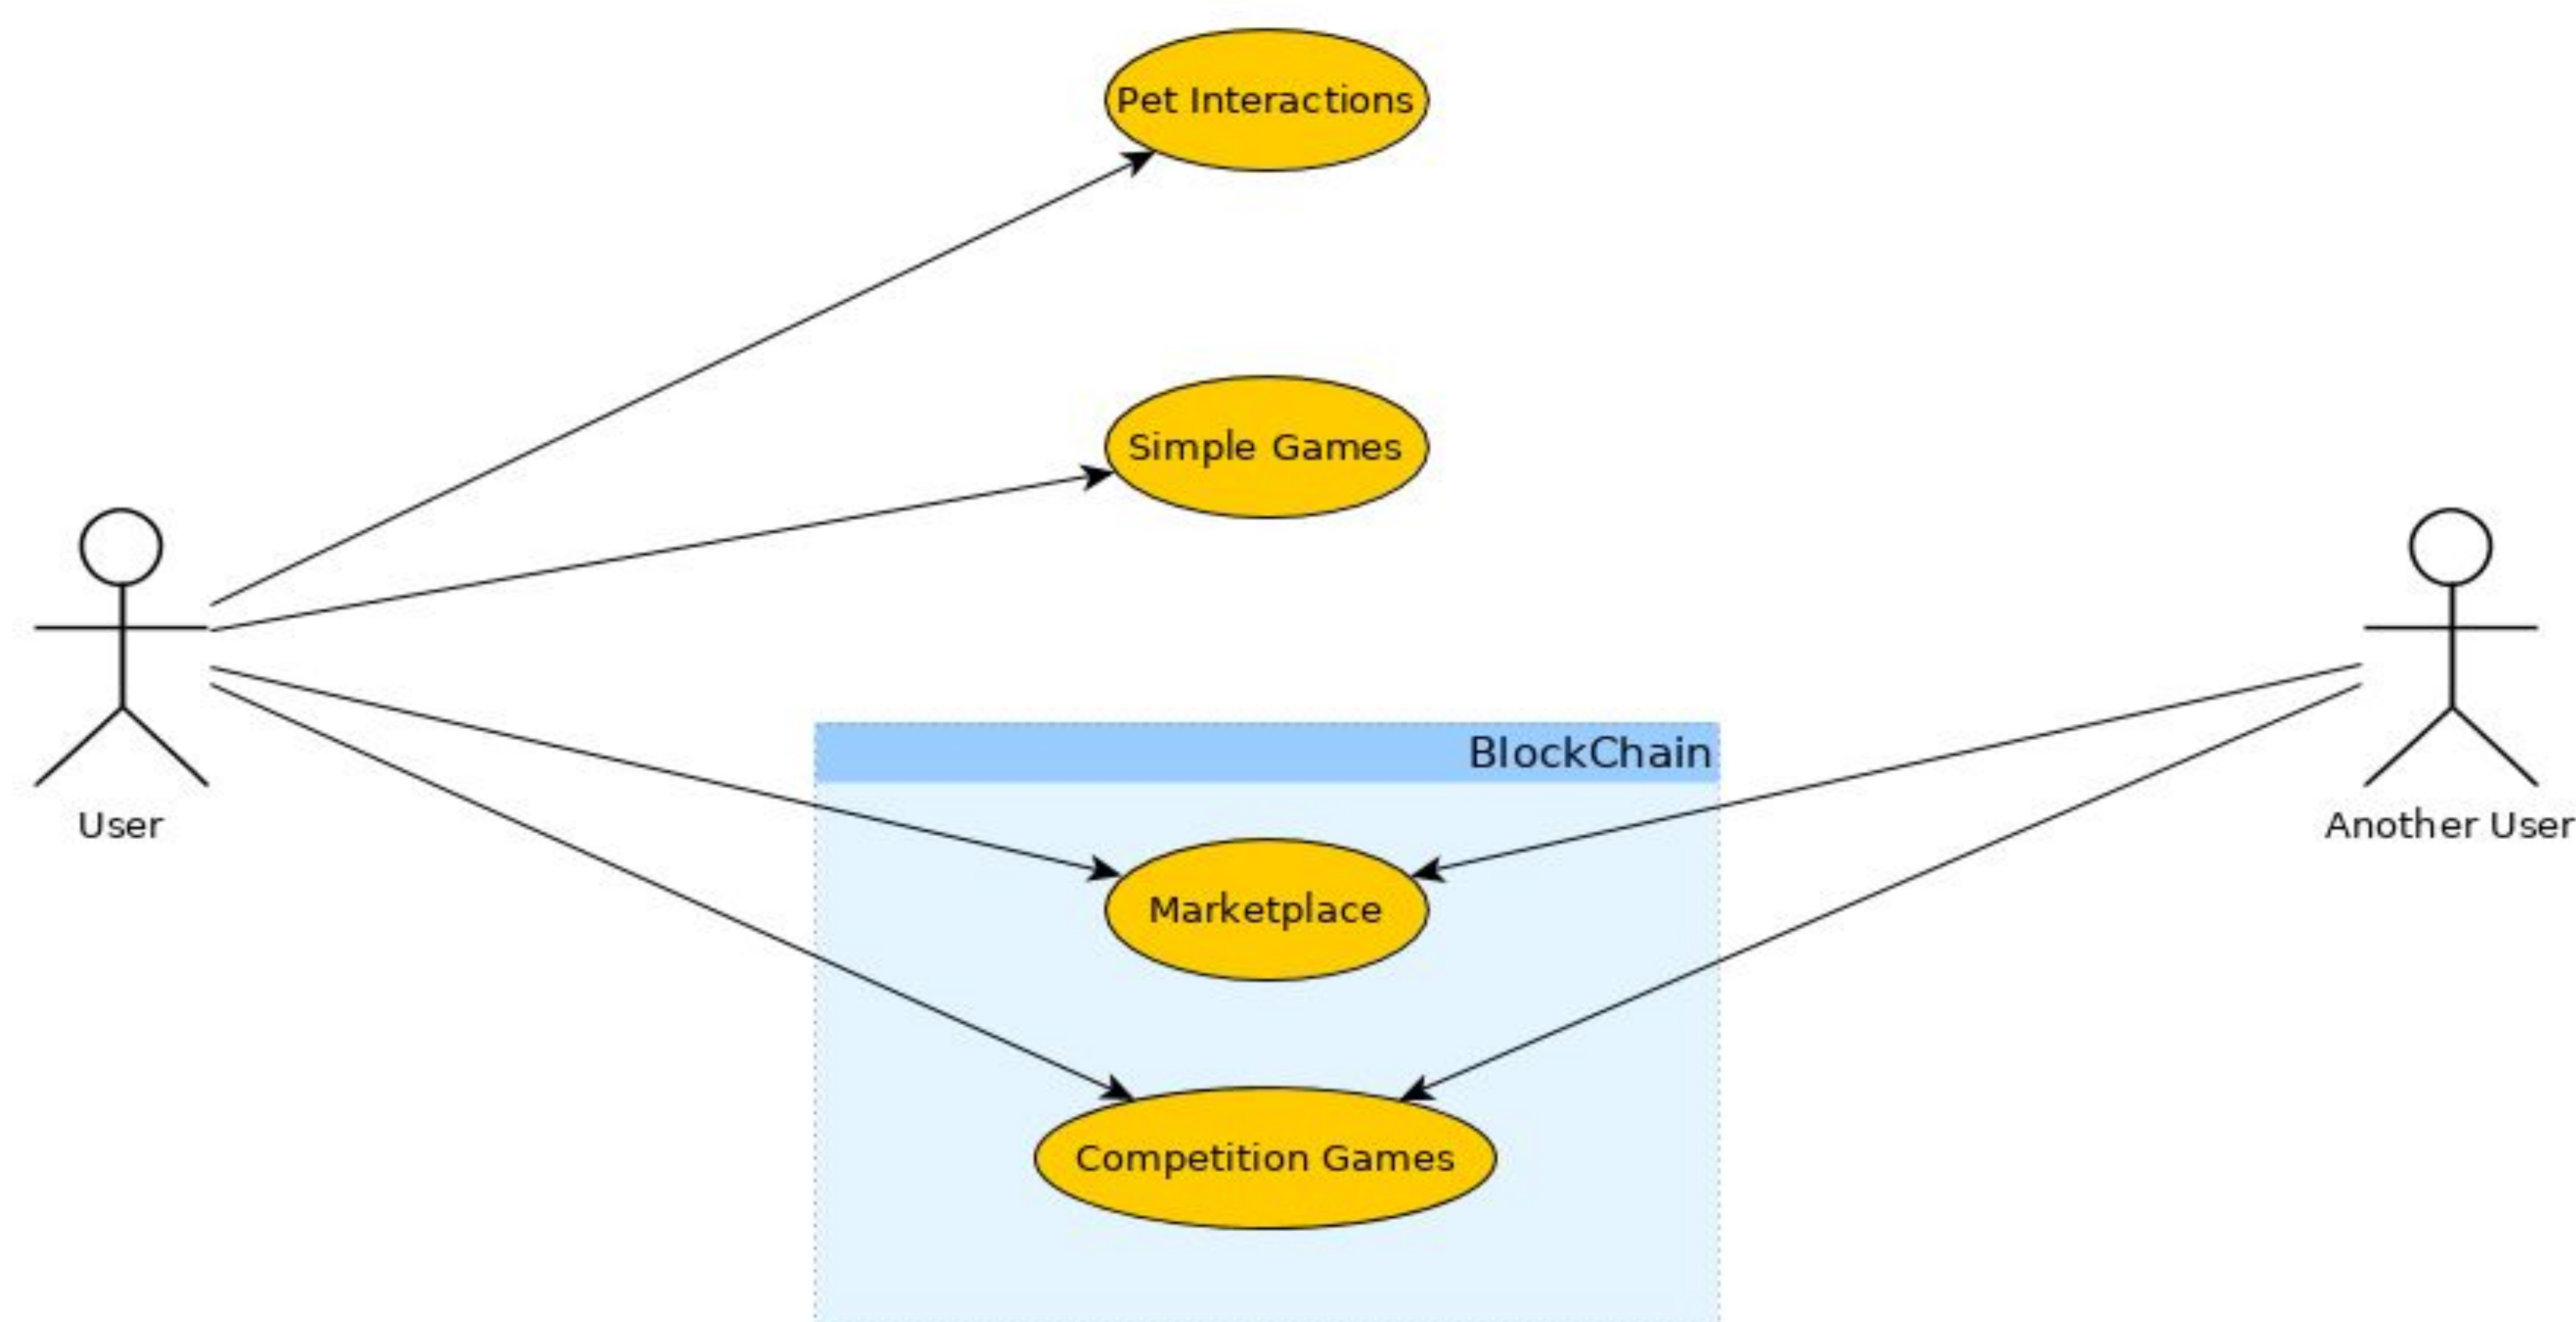 Pet Interactions
Simple Games
BlockChain
User
Another User
Marketplace
Competition Games